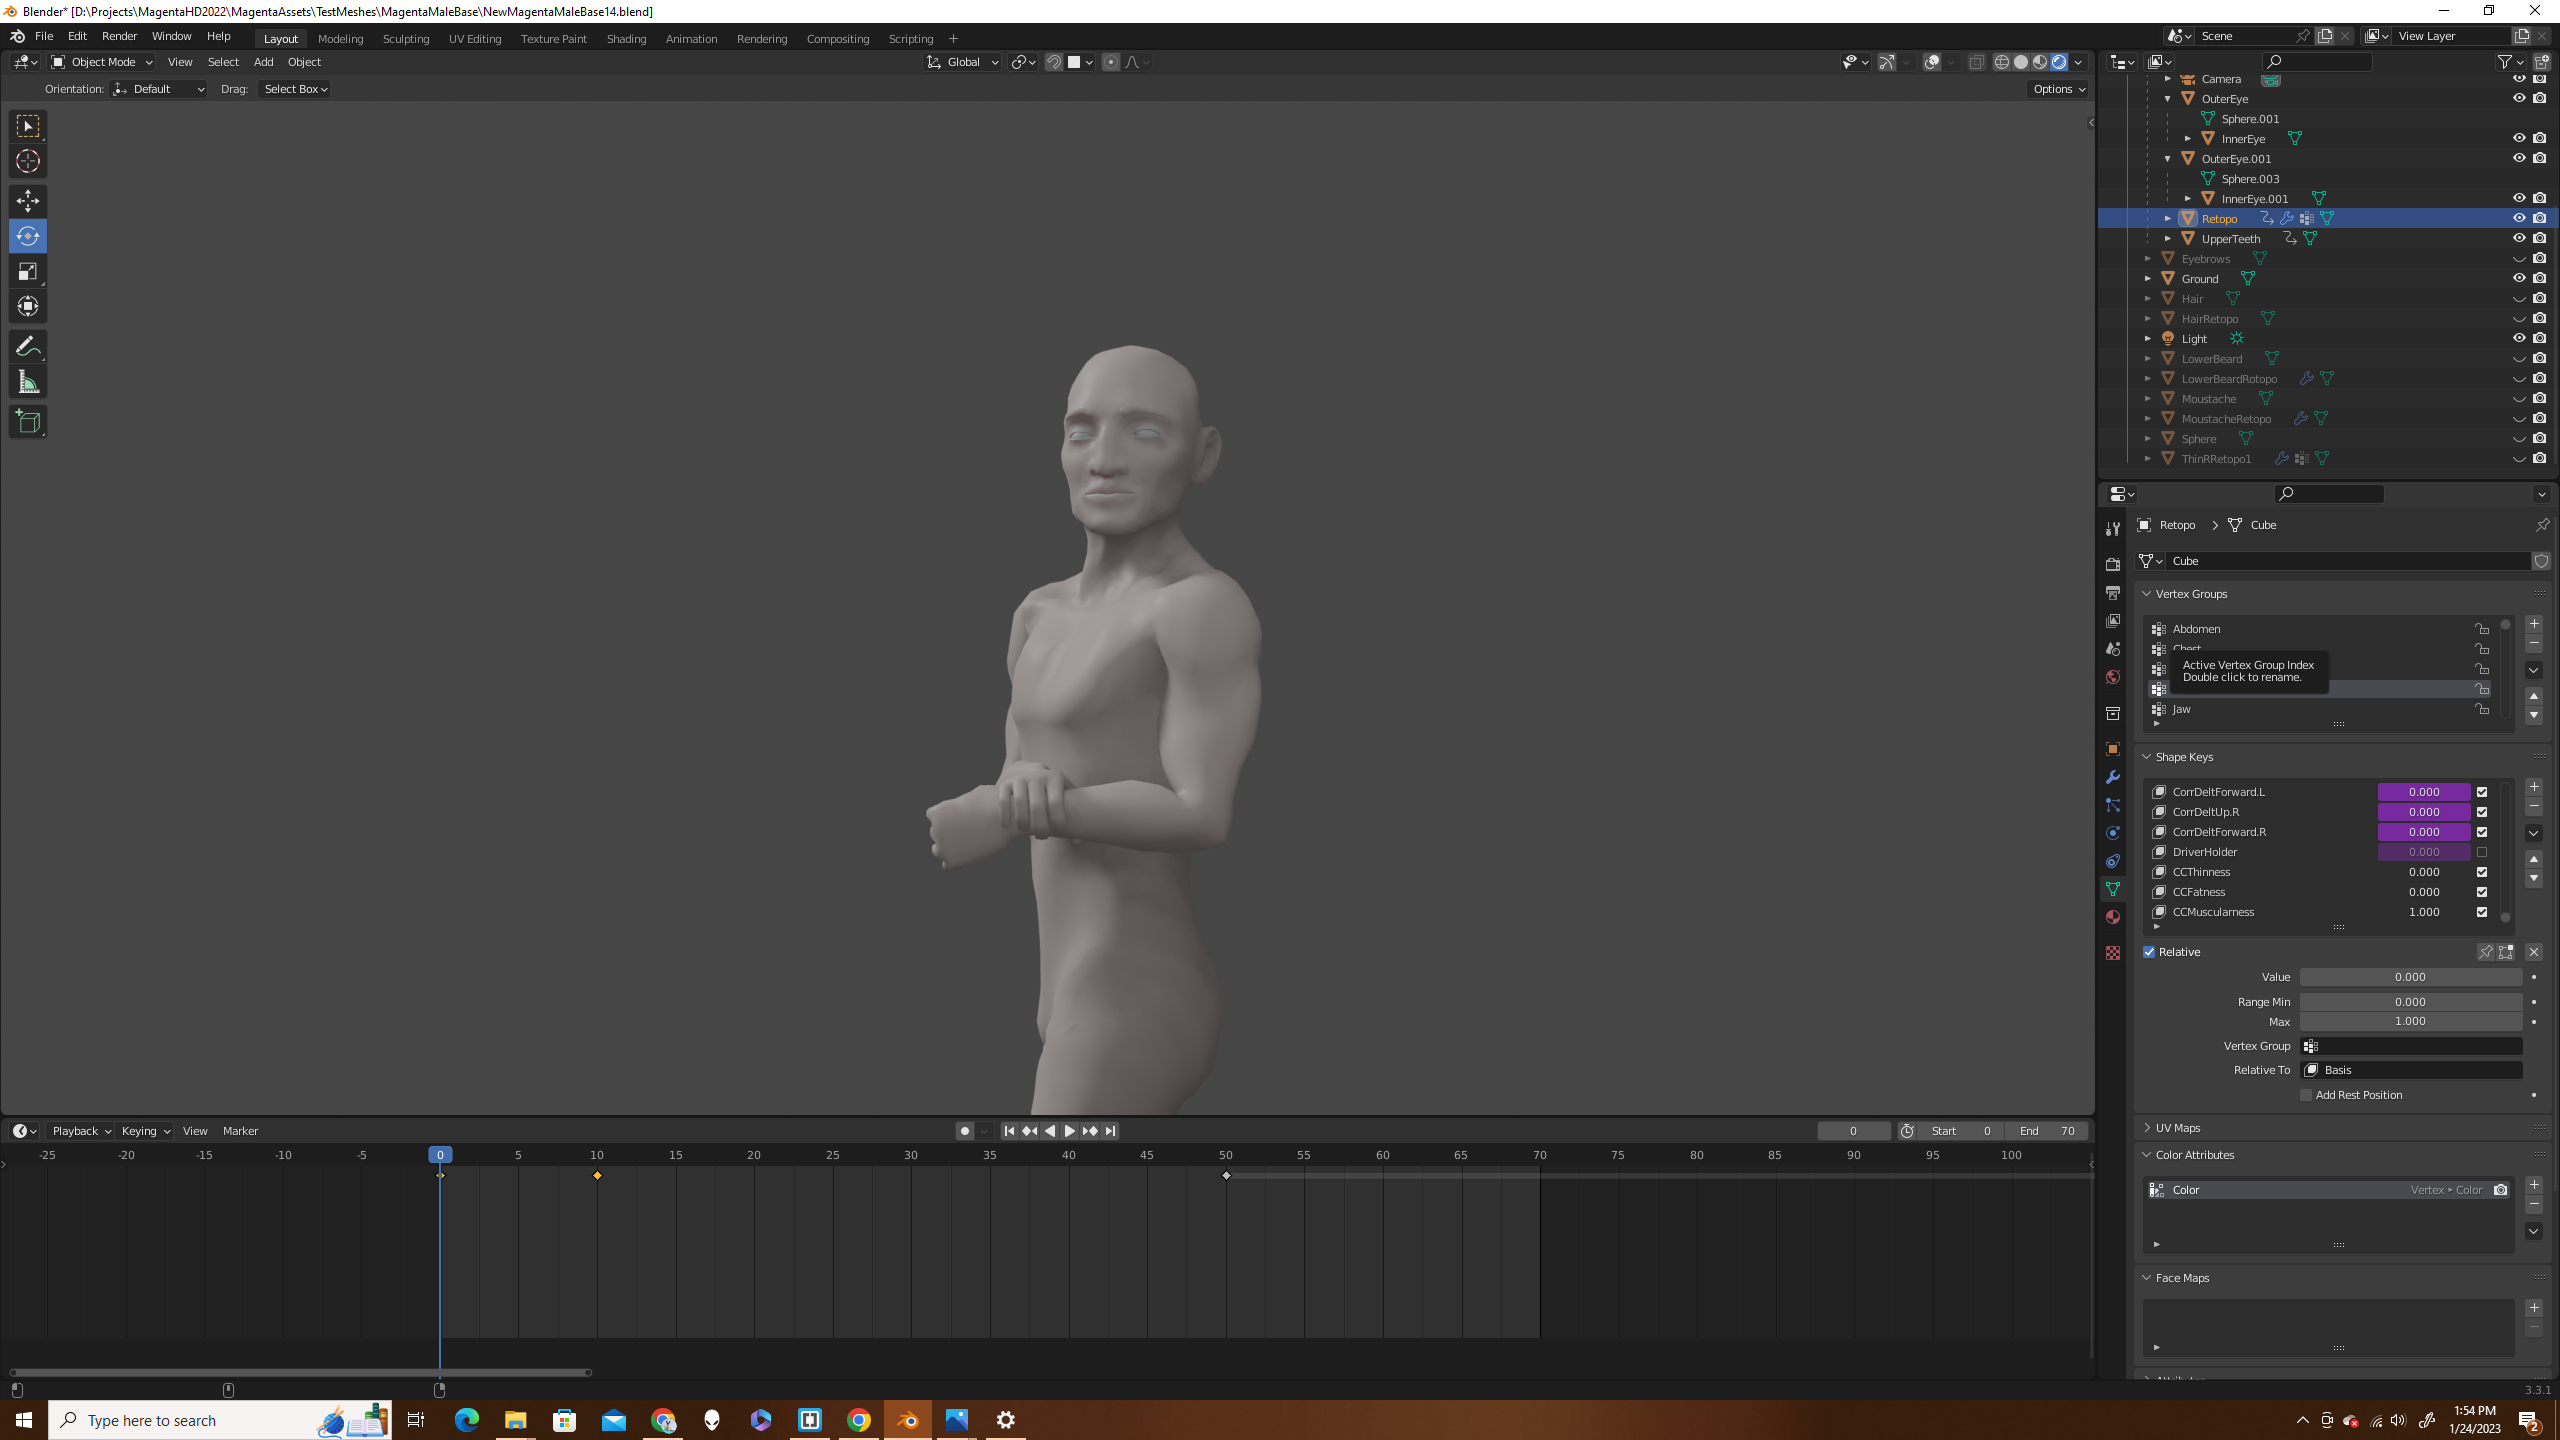 Blender* [D:\Projects\MagentaHD2022\MagentaAssets\TestMeshes\MagentaMaleBase\NewMagentaMaleBase14.blend]
File Edit Render Window Help Layout Modeling Sculpting UV Editing Texture Paint Shading Animation Rendering Compositing Scripting + Scene View Layer
Object Mode View Select Add Object Global
Orientation: Default Drag: Select Box Options
Camera
OuterEye
Sphere.001
InnerEye
OuterEye.001
Sphere.003
InnerEye.001
Retopo
UpperTeeth
Eyebrows
Ground
Hair
HairRetopo
Light
LowerBeard
LowerBeardRotopo
Moustache
MoustacheRetopo
Sphere
ThinRRetopo1
Retopo > Cube
Cube
Vertex Groups
Abdomen
Chest
Active Vertex Group Index
Double click to rename.
Jaw
Shape Keys
CorrDeltForward.L 0.000
CorrDeltUp.R 0.000
CorrDeltForward.R 0.000
DriverHolder 0.000
CCThinness 0.000
CCFatness 0.000
CCMuscularness 1.000
Relative
Value 0.000
Range Min 0.000
Max 1.000
Vertex Group
Relative To Basis
Add Rest Position
UV Maps
Color Attributes
Color Vertex ▸ Color
Face Maps
Playback Keying View Marker 0 Start 0 End 70
-25 -20 -15 -10 -5 0 5 10 15 20 25 30 35 40 45 50 55 60 65 70 75 80 85 90 95 100
3.3.1
Type here to search
1:54 PM
1/24/2023
2